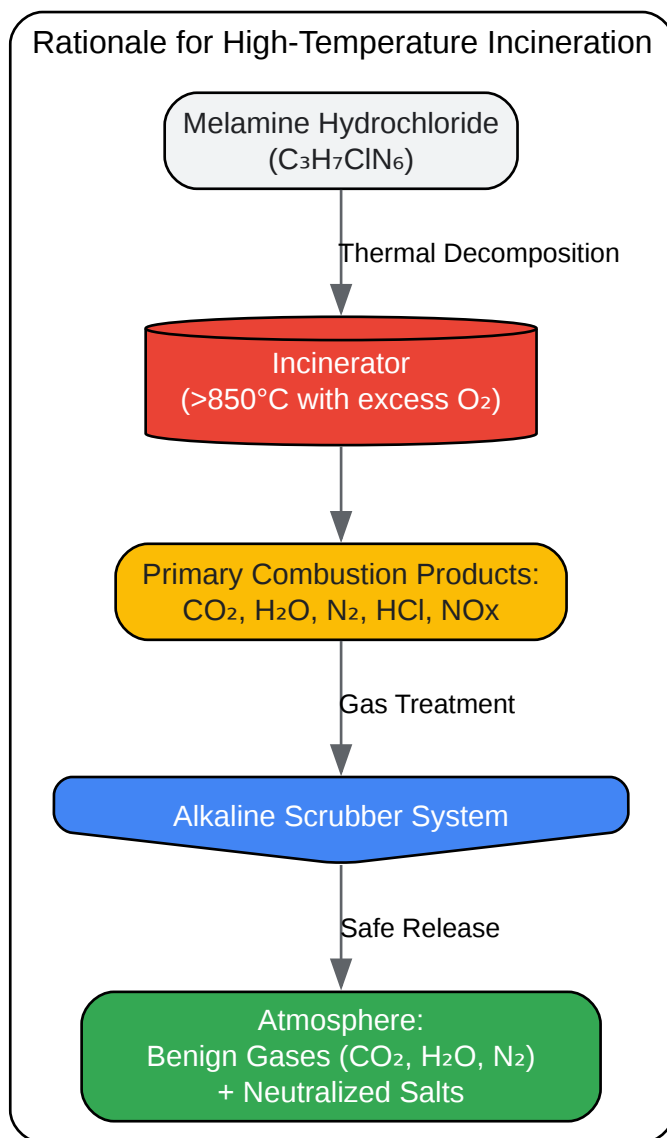 Rationale for High-Temperature Incineration
Melamine Hydrochloride
(C₃H₇ClN₆)
Thermal Decomposition
Incinerator
(>850°C with excess O₂)
Primary Combustion Products:
CO₂, H₂O, N₂, HCl, NOx
Gas Treatment
Alkaline Scrubber System
Safe Release
Atmosphere:
Benign Gases (CO₂, H₂O, N₂)
+ Neutralized Salts